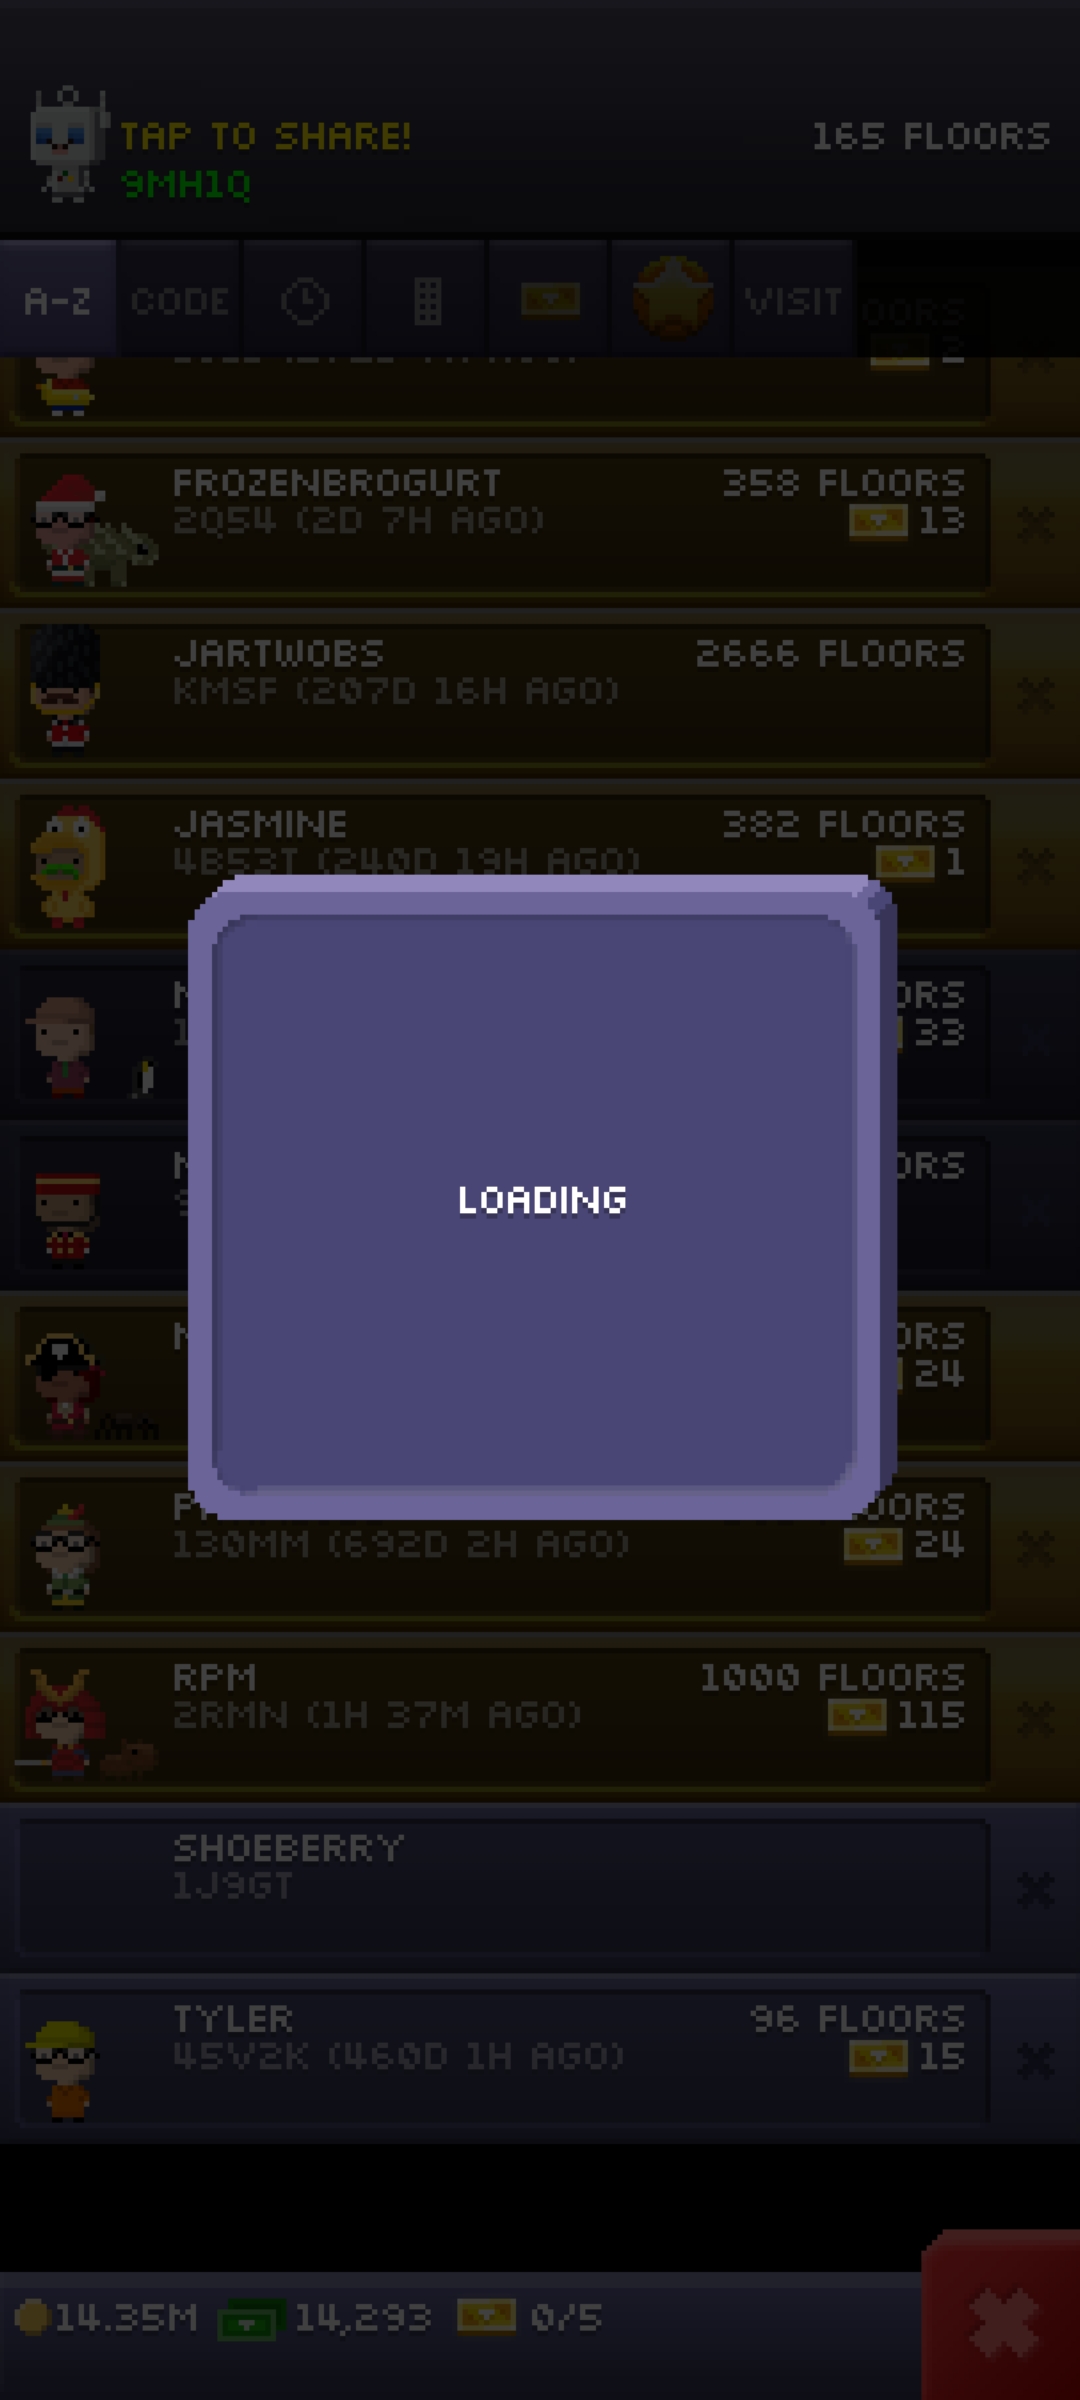 TAP TO SHARE!
165 FLOORS
9MH1Q
A-Z CODE VISIT
2
FROZENBROGURT 358 FLOORS
2Q54 (2D 7H AGO) 13
JARTWOBS 2666 FLOORS
KMSF (207D 16H AGO)
JASMINE 382 FLOORS
4B53T (240D 19H AGO) 1
33
LOADING
24
130MM (692D 2H AGO) 24
RPM 1000 FLOORS
2RMN (1H 37M AGO) 115
SHOEBERRY
1J9GT
TYLER 96 FLOORS
45V2K (460D 1H AGO) 15
14.35M 14,293 0/5